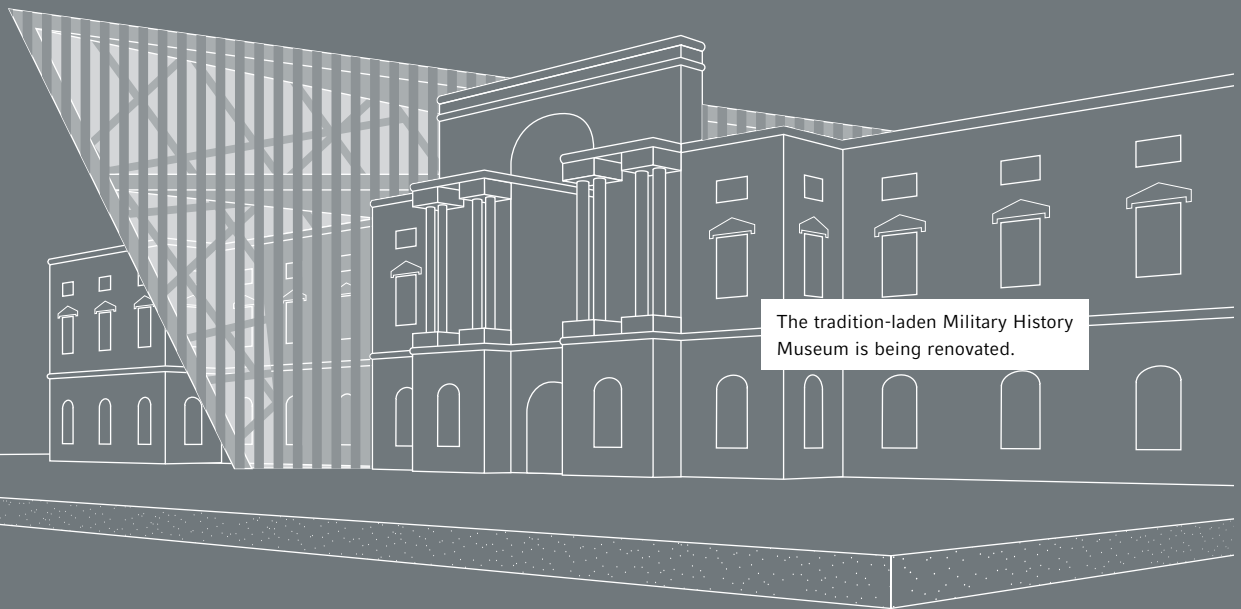 The tradition-laden Military History
Museum is being renovated.